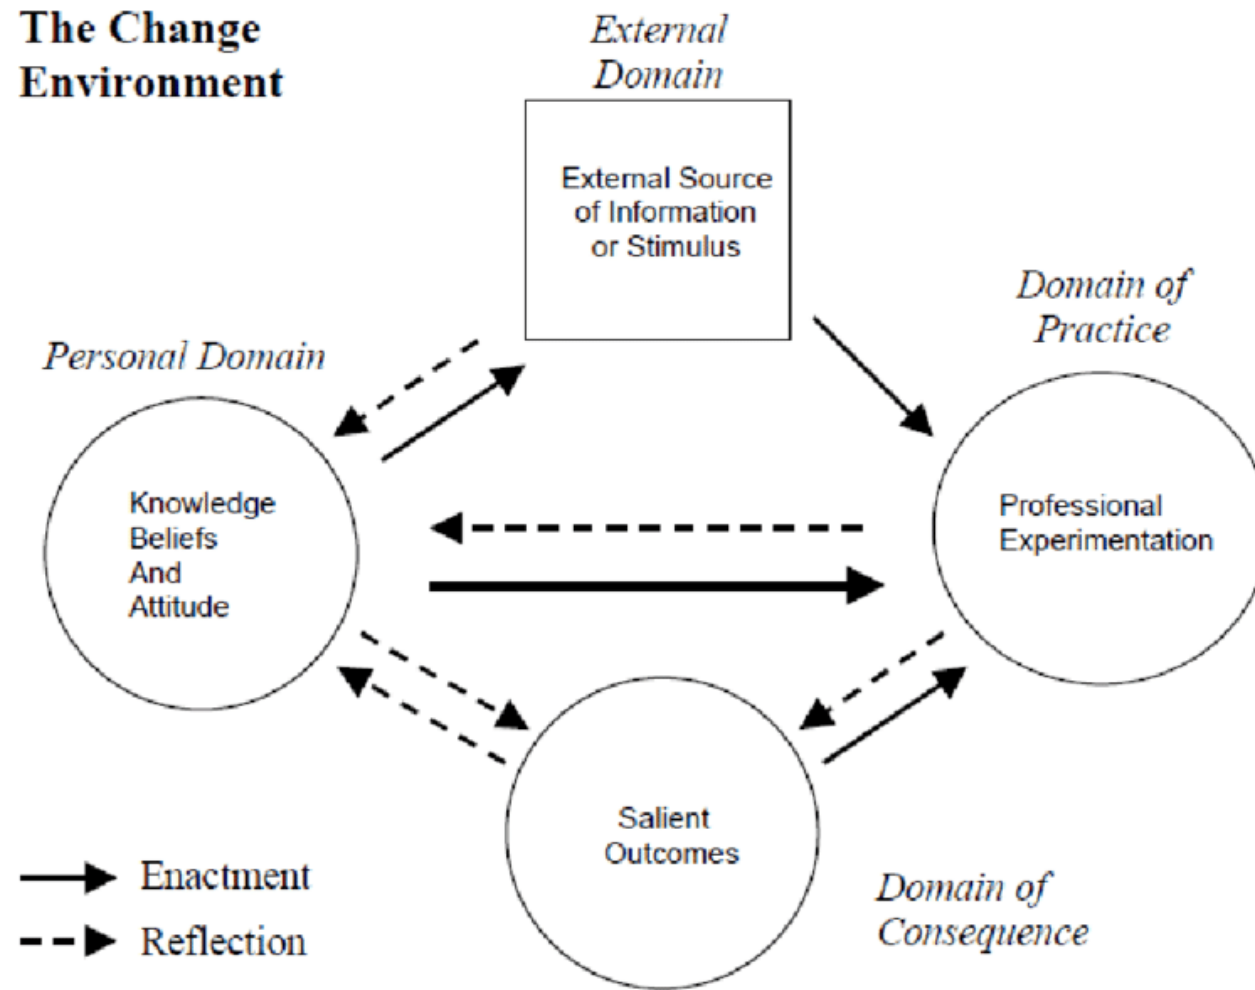 The Change
Environment
External
Domain
External Source
of Information
or Stimulus
Domain of
Practice
Personal Domain
Knowledge
Beliefs
And
Attitude
Professional
Experimentation
Salient
Outcomes
Enactment
Reflection
Domain of
Consequence